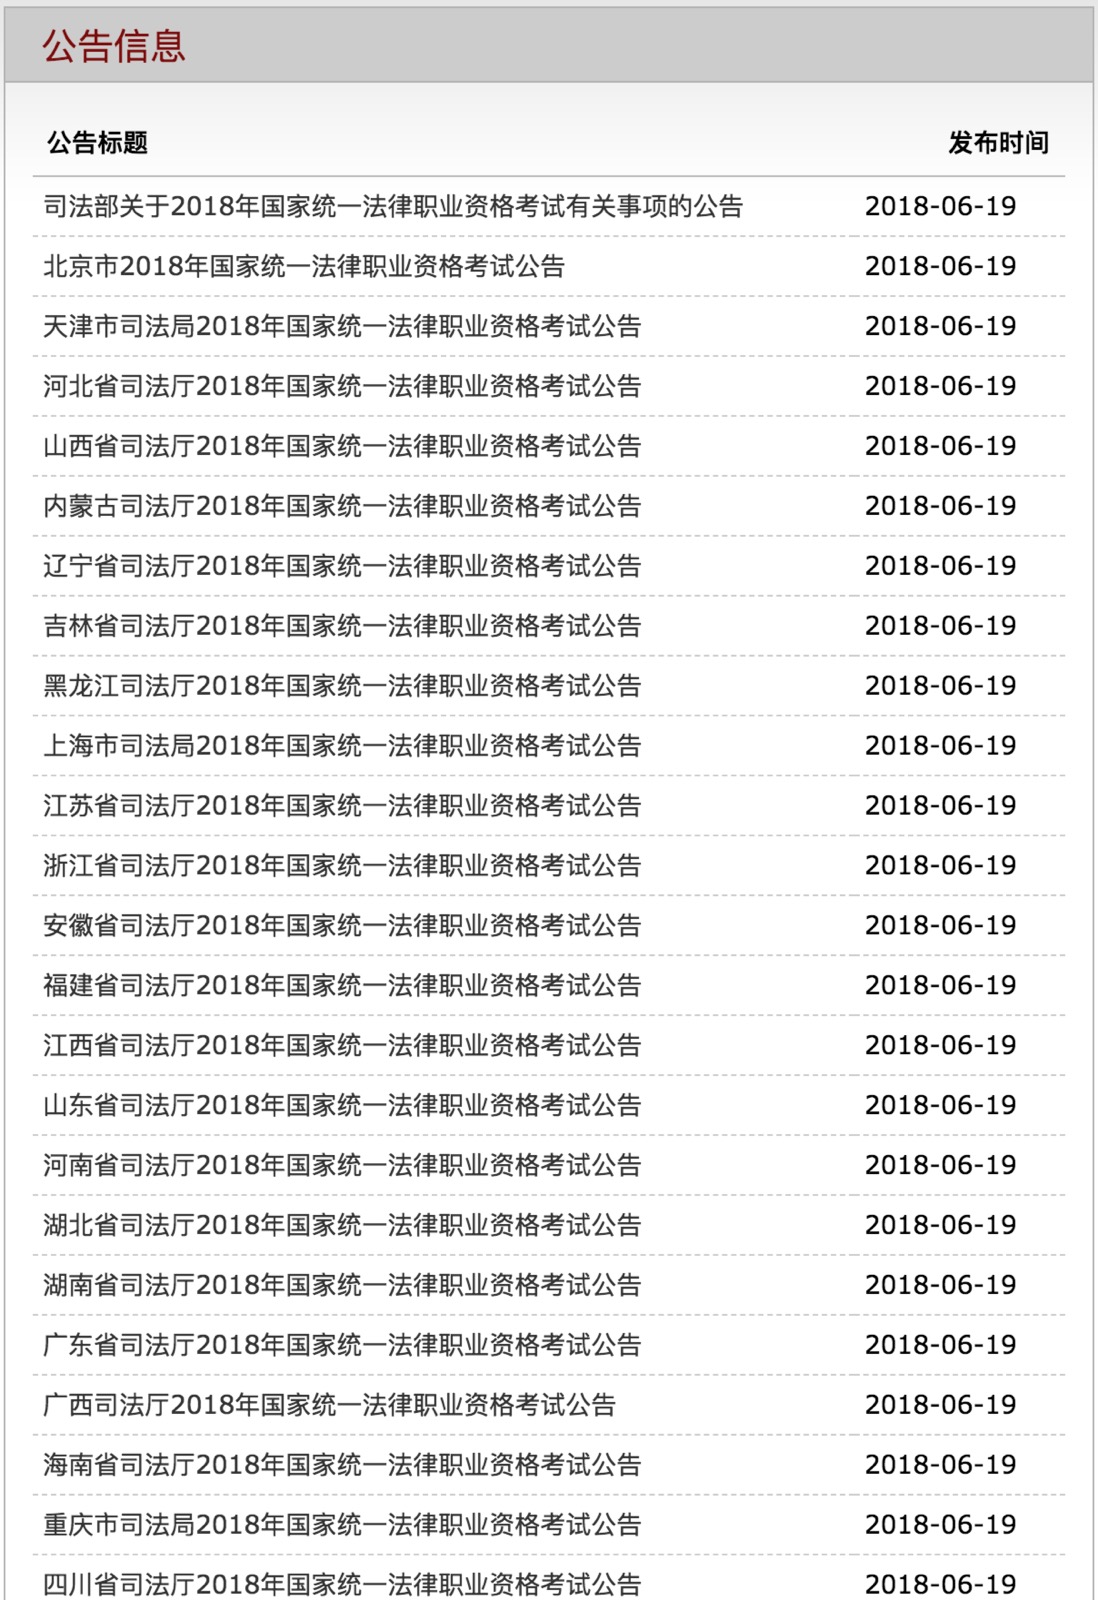 公告信息
公告标题 发布时间
司法部关于2018年国家统一法律职业资格考试有关事项的公告 2018-06-19
北京市2018年国家统一法律职业资格考试公告 2018-06-19
天津市司法局2018年国家统一法律职业资格考试公告 2018-06-19
河北省司法厅2018年国家统一法律职业资格考试公告 2018-06-19
山西省司法厅2018年国家统一法律职业资格考试公告 2018-06-19
内蒙古司法厅2018年国家统一法律职业资格考试公告 2018-06-19
辽宁省司法厅2018年国家统一法律职业资格考试公告 2018-06-19
吉林省司法厅2018年国家统一法律职业资格考试公告 2018-06-19
黑龙江司法厅2018年国家统一法律职业资格考试公告 2018-06-19
上海市司法局2018年国家统一法律职业资格考试公告 2018-06-19
江苏省司法厅2018年国家统一法律职业资格考试公告 2018-06-19
浙江省司法厅2018年国家统一法律职业资格考试公告 2018-06-19
安徽省司法厅2018年国家统一法律职业资格考试公告 2018-06-19
福建省司法厅2018年国家统一法律职业资格考试公告 2018-06-19
江西省司法厅2018年国家统一法律职业资格考试公告 2018-06-19
山东省司法厅2018年国家统一法律职业资格考试公告 2018-06-19
河南省司法厅2018年国家统一法律职业资格考试公告 2018-06-19
湖北省司法厅2018年国家统一法律职业资格考试公告 2018-06-19
湖南省司法厅2018年国家统一法律职业资格考试公告 2018-06-19
广东省司法厅2018年国家统一法律职业资格考试公告 2018-06-19
广西司法厅2018年国家统一法律职业资格考试公告 2018-06-19
海南省司法厅2018年国家统一法律职业资格考试公告 2018-06-19
重庆市司法局2018年国家统一法律职业资格考试公告 2018-06-19
四川省司法厅2018年国家统一法律职业资格考试公告 2018-06-19